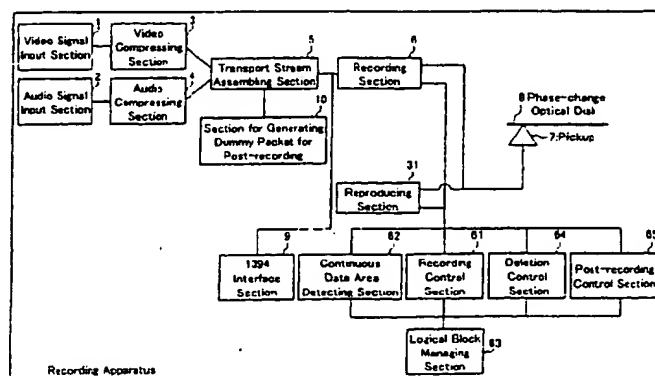 1
Video Signal
Input Section
3
Video
Compressing
Section
5
Transport Stream
Assembling Section
6
Recording
Section
2
Audio Signal
Input Section
4
Audio
Compressing
Section
10
Section for Generating
Dummy Packet for
Post-recording
8 Phase-change
Optical Disk
7:Pickup
31
Reproducing
Section
9
1394
Interface
Section
62
Continuous
Data Area
Detecting Section
61
Recording
Control
Section
64
Deletion
Control
Section
65
Post-recording
Control Section
Logical Block
Managing
Section
63
Recording Apparatus